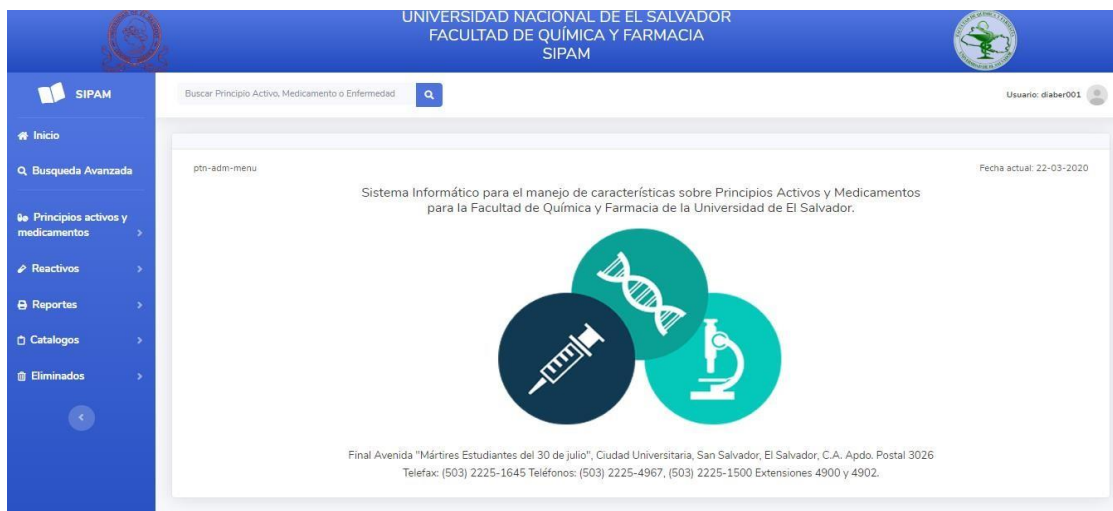 UNIVERSIDAD NACIONAL DE EL SALVADOR
FACULTAD DE QUÍMICA Y FARMACIA
SIPAM
SIPAM
Buscar Principio Activo, Medicamento o Enfermedad
Usuario: diaber001
Inicio
Busqueda Avanzada
Principios activos y
medicamentos
Reactivos
Reportes
Catalogos
Eliminados
ptn-adm-menu
Fecha actual: 22-03-2020
Sistema Informático para el manejo de características sobre Principios Activos y Medicamentos
para la Facultad de Química y Farmacia de la Universidad de El Salvador.
Final Avenida "Mártires Estudiantes del 30 de julio", Ciudad Universitaria, San Salvador, El Salvador, C.A. Apdo. Postal 3026
Telefax: (503) 2225-1645 Teléfonos: (503) 2225-4967, (503) 2225-1500 Extensiones 4900 y 4902.